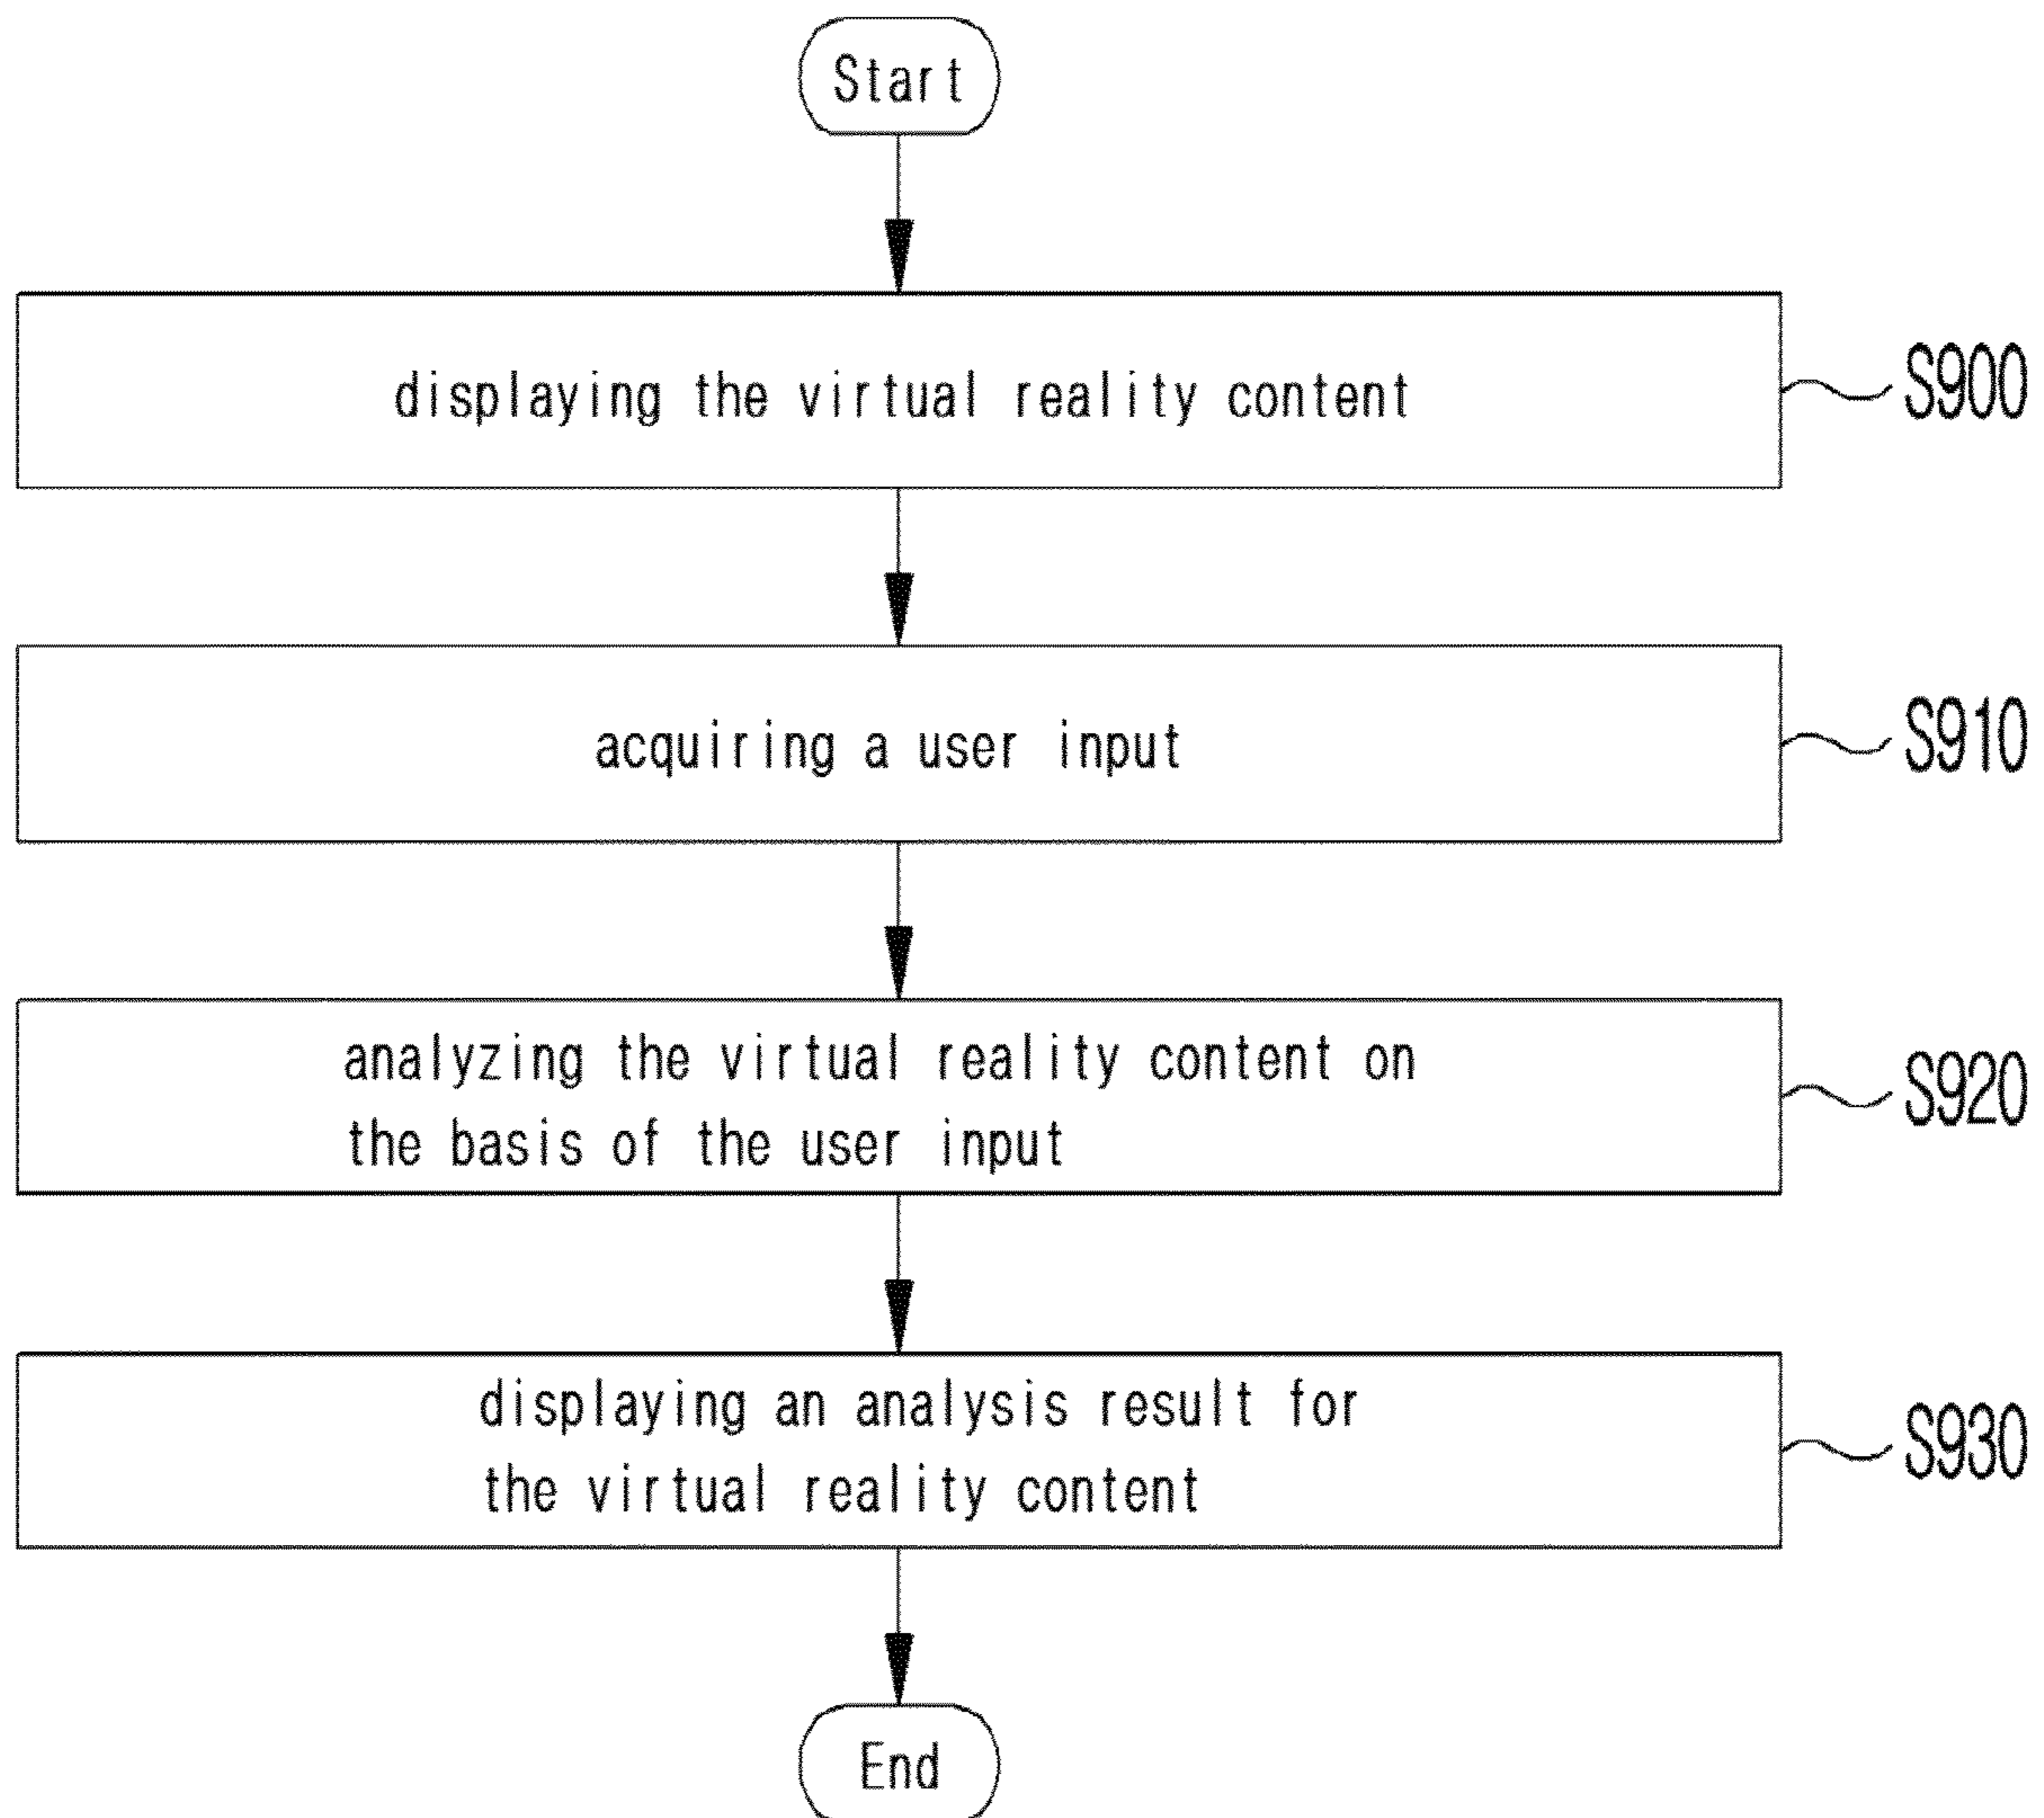 Start
displaying the virtual reality content
S900
acquiring a user input
S910
analyzing the virtual reality content on
the basis of the user input
S920
displaying an analysis result for
the virtual reality content
S930
End